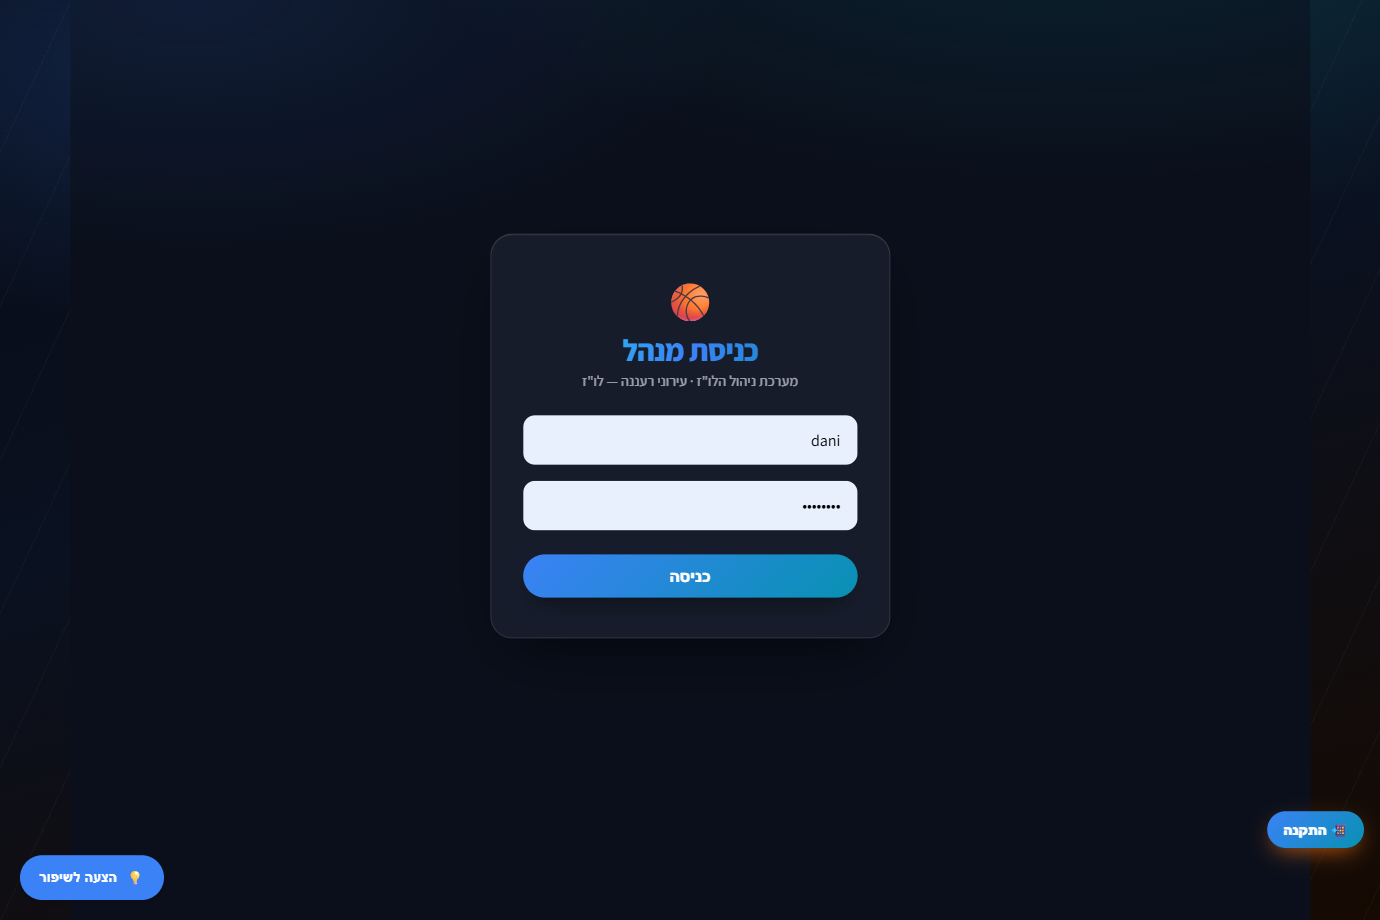 כניסת מנהל
מערכת ניהול הלו"ז · עירוני רעננה — לו"ז
dani
••••••••
כניסה
התקנה
הצעה לשיפור